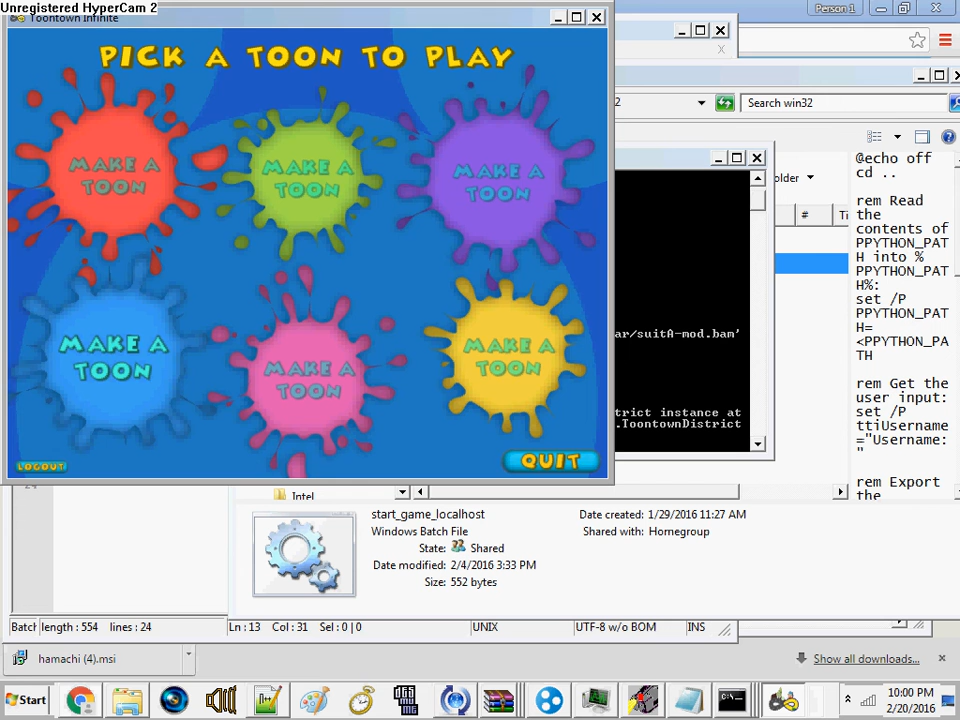 Unregistered HyperCam 2
Toontown Infinite
Person 1
PICK A TOON TO PLAY
MAKE A
TOON
MAKE A
TOON
MAKE A
TOON
MAKE A
TOON
MAKE A
TOON
MAKE A
TOON
LOGOUT
QUIT
2
Search win32
older
#
Ti
ar/suitA-mod.bam'
trict instance at
.ToontownDistrict
@echo off
cd ..
rem Read
the
contents of
PPYTHON_PAT
H into %
PPYTHON_PAT
H%:
set /P
PPYTHON_PAT
H=
<PPYTHON_PA
TH
rem Get the
user input:
set /P
ttiUsername
="Username:
"
rem Export
the
24
Intel
start_game_localhost
Windows Batch File
State: Shared
Date modified: 2/4/2016 3:33 PM
Size: 552 bytes
Date created: 1/29/2016 11:27 AM
Shared with: Homegroup
Batch length : 554 lines : 24
Ln : 13 Col : 31 Sel : 0 | 0
UNIX
UTF-8 w/o BOM
INS
hamachi (4).msi
Show all downloads...
Start
10:00 PM
2/20/2016